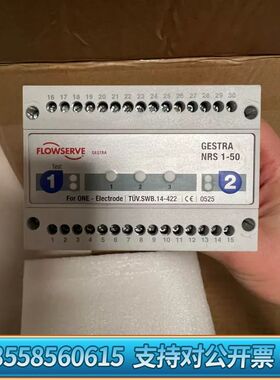 16 17 18 19 20 21 22 23 24 25 26 27 28 29 30
FLOWSERVE
GESTRA
GESTRA
NRS 1-50
Test
1
1 3
2
For ONE - Electrode TÜV.SWB.14-422 CE 0525
1 2 3 4 5 6 7 8 9 10 11 12 13 14 15
3558560615 支持对公开票